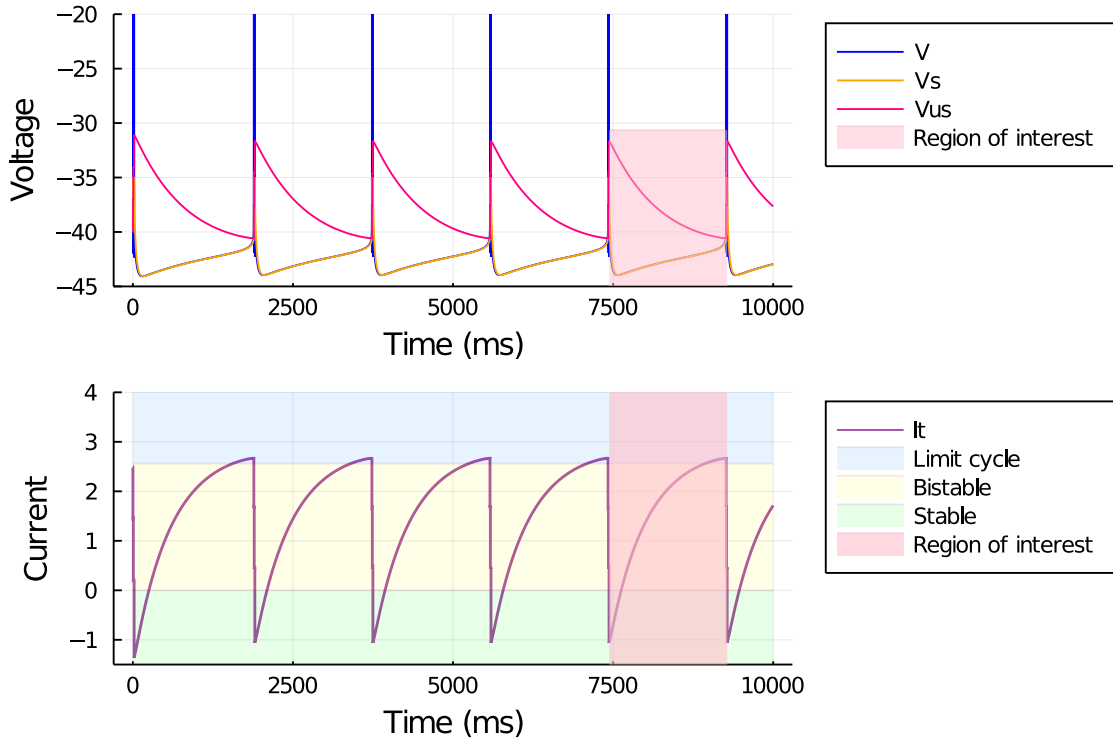 Voltage
−20
−25
−30
−35
−40
−45
0
2500
5000
7500
10000
Time (ms)
V
Vs
Vus
Region of interest
Current
4
3
2
1
0
−1
0
2500
5000
7500
10000
Time (ms)
It
Limit cycle
Bistable
Stable
Region of interest